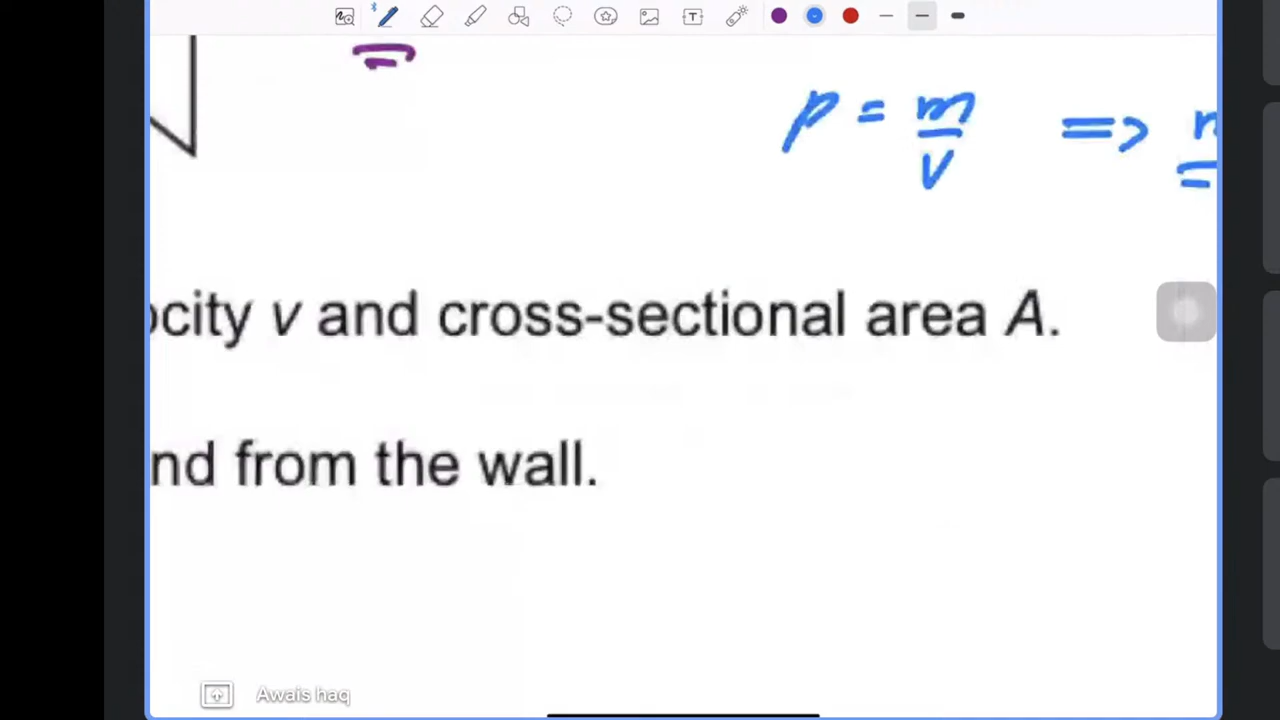 p = m/v =>
ocity v and cross-sectional area A.
nd from the wall.
Awais haq